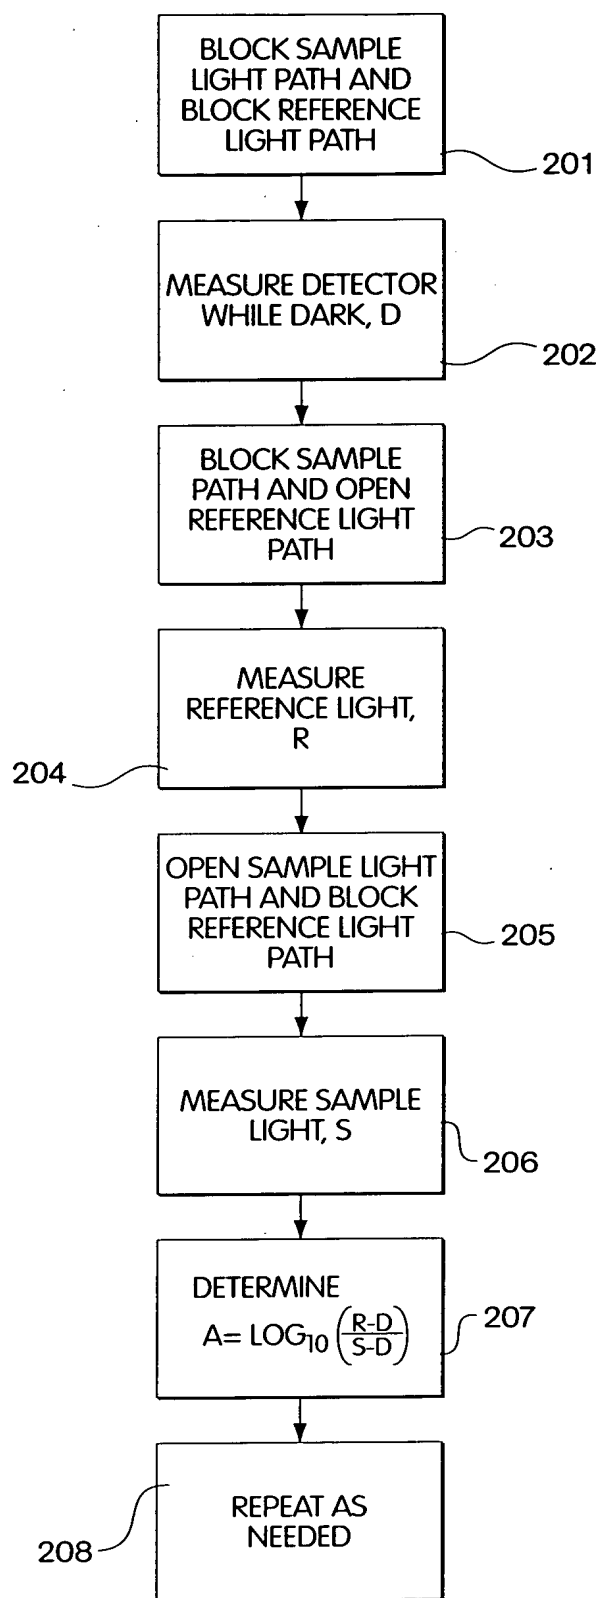 BLOCK SAMPLE
LIGHT PATH AND
BLOCK REFERENCE
LIGHT PATH
201
MEASURE DETECTOR
WHILE DARK, D
202
BLOCK SAMPLE
PATH AND OPEN
REFERENCE LIGHT
PATH
203
MEASURE
REFERENCE LIGHT,
R
204
OPEN SAMPLE LIGHT
PATH AND BLOCK
REFERENCE LIGHT
PATH
205
MEASURE SAMPLE
LIGHT, S
206
DETERMINE
A= LOG₁₀ (R-D / S-D)
207
REPEAT AS
NEEDED
208